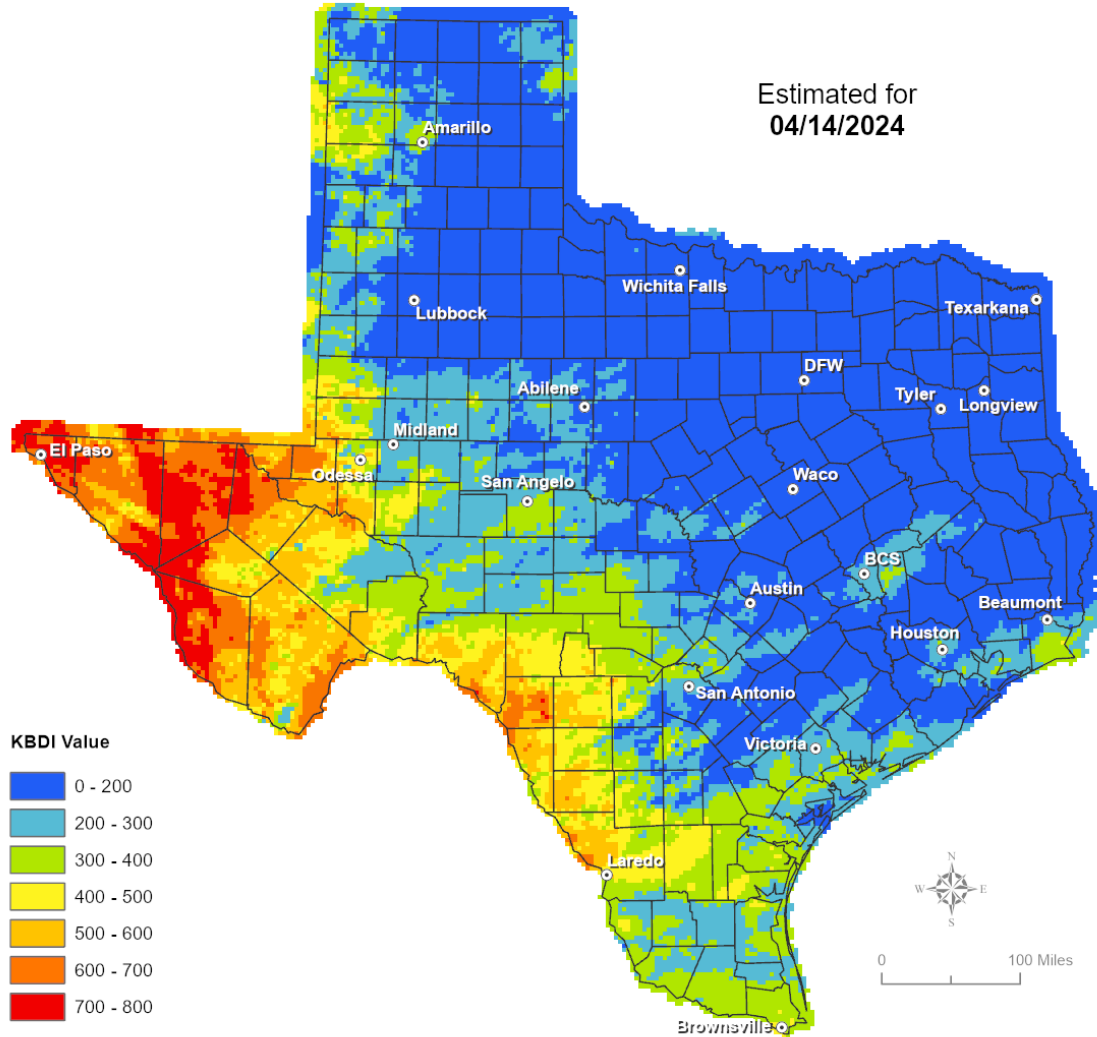 Estimated for
04/14/2024
Amarillo
Wichita Falls
Lubbock
Texarkana
DFW
Abilene
Tyler
Longview
Midland
El Paso
Odessa
San Angelo
Waco
BCS
Austin
Beaumont
Houston
San Antonio
Victoria
KBDI Value
0 - 200
200 - 300
300 - 400
400 - 500
500 - 600
600 - 700
700 - 800
Laredo
N
W E
S
0 100 Miles
Brownsville